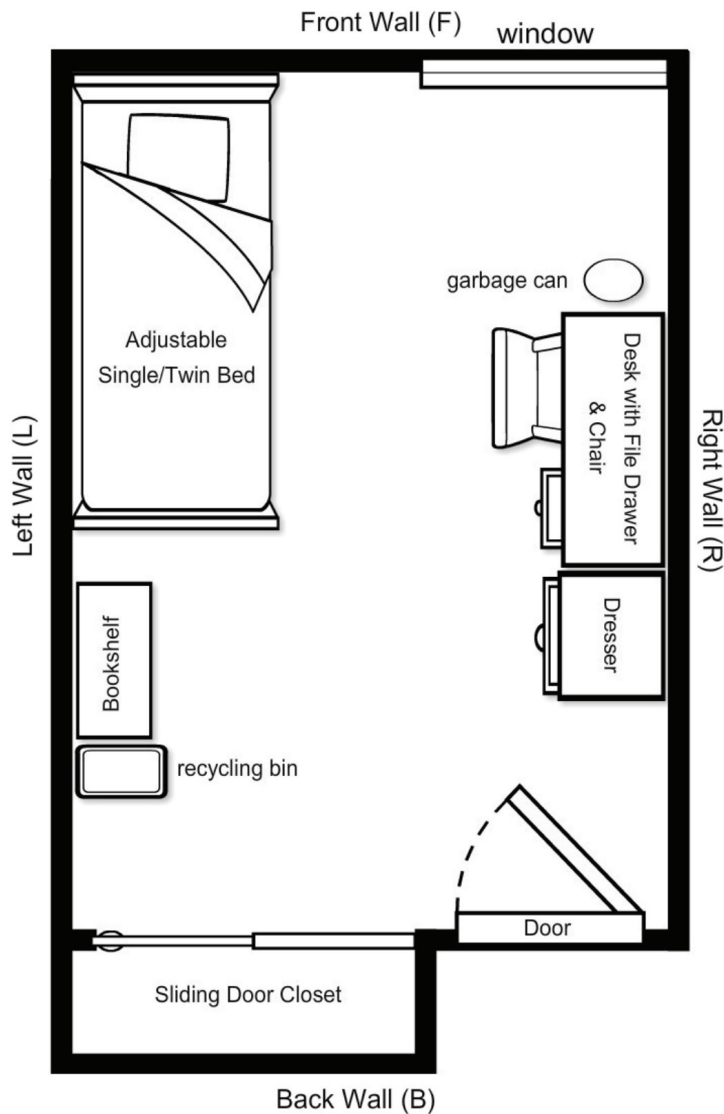 Front Wall (F)
window
garbage can
Adjustable
Single/Twin Bed
Desk with File Drawer
& Chair
Left Wall (L)
Right Wall (R)
Bookshelf
Dresser
recycling bin
Door
Sliding Door Closet
Back Wall (B)